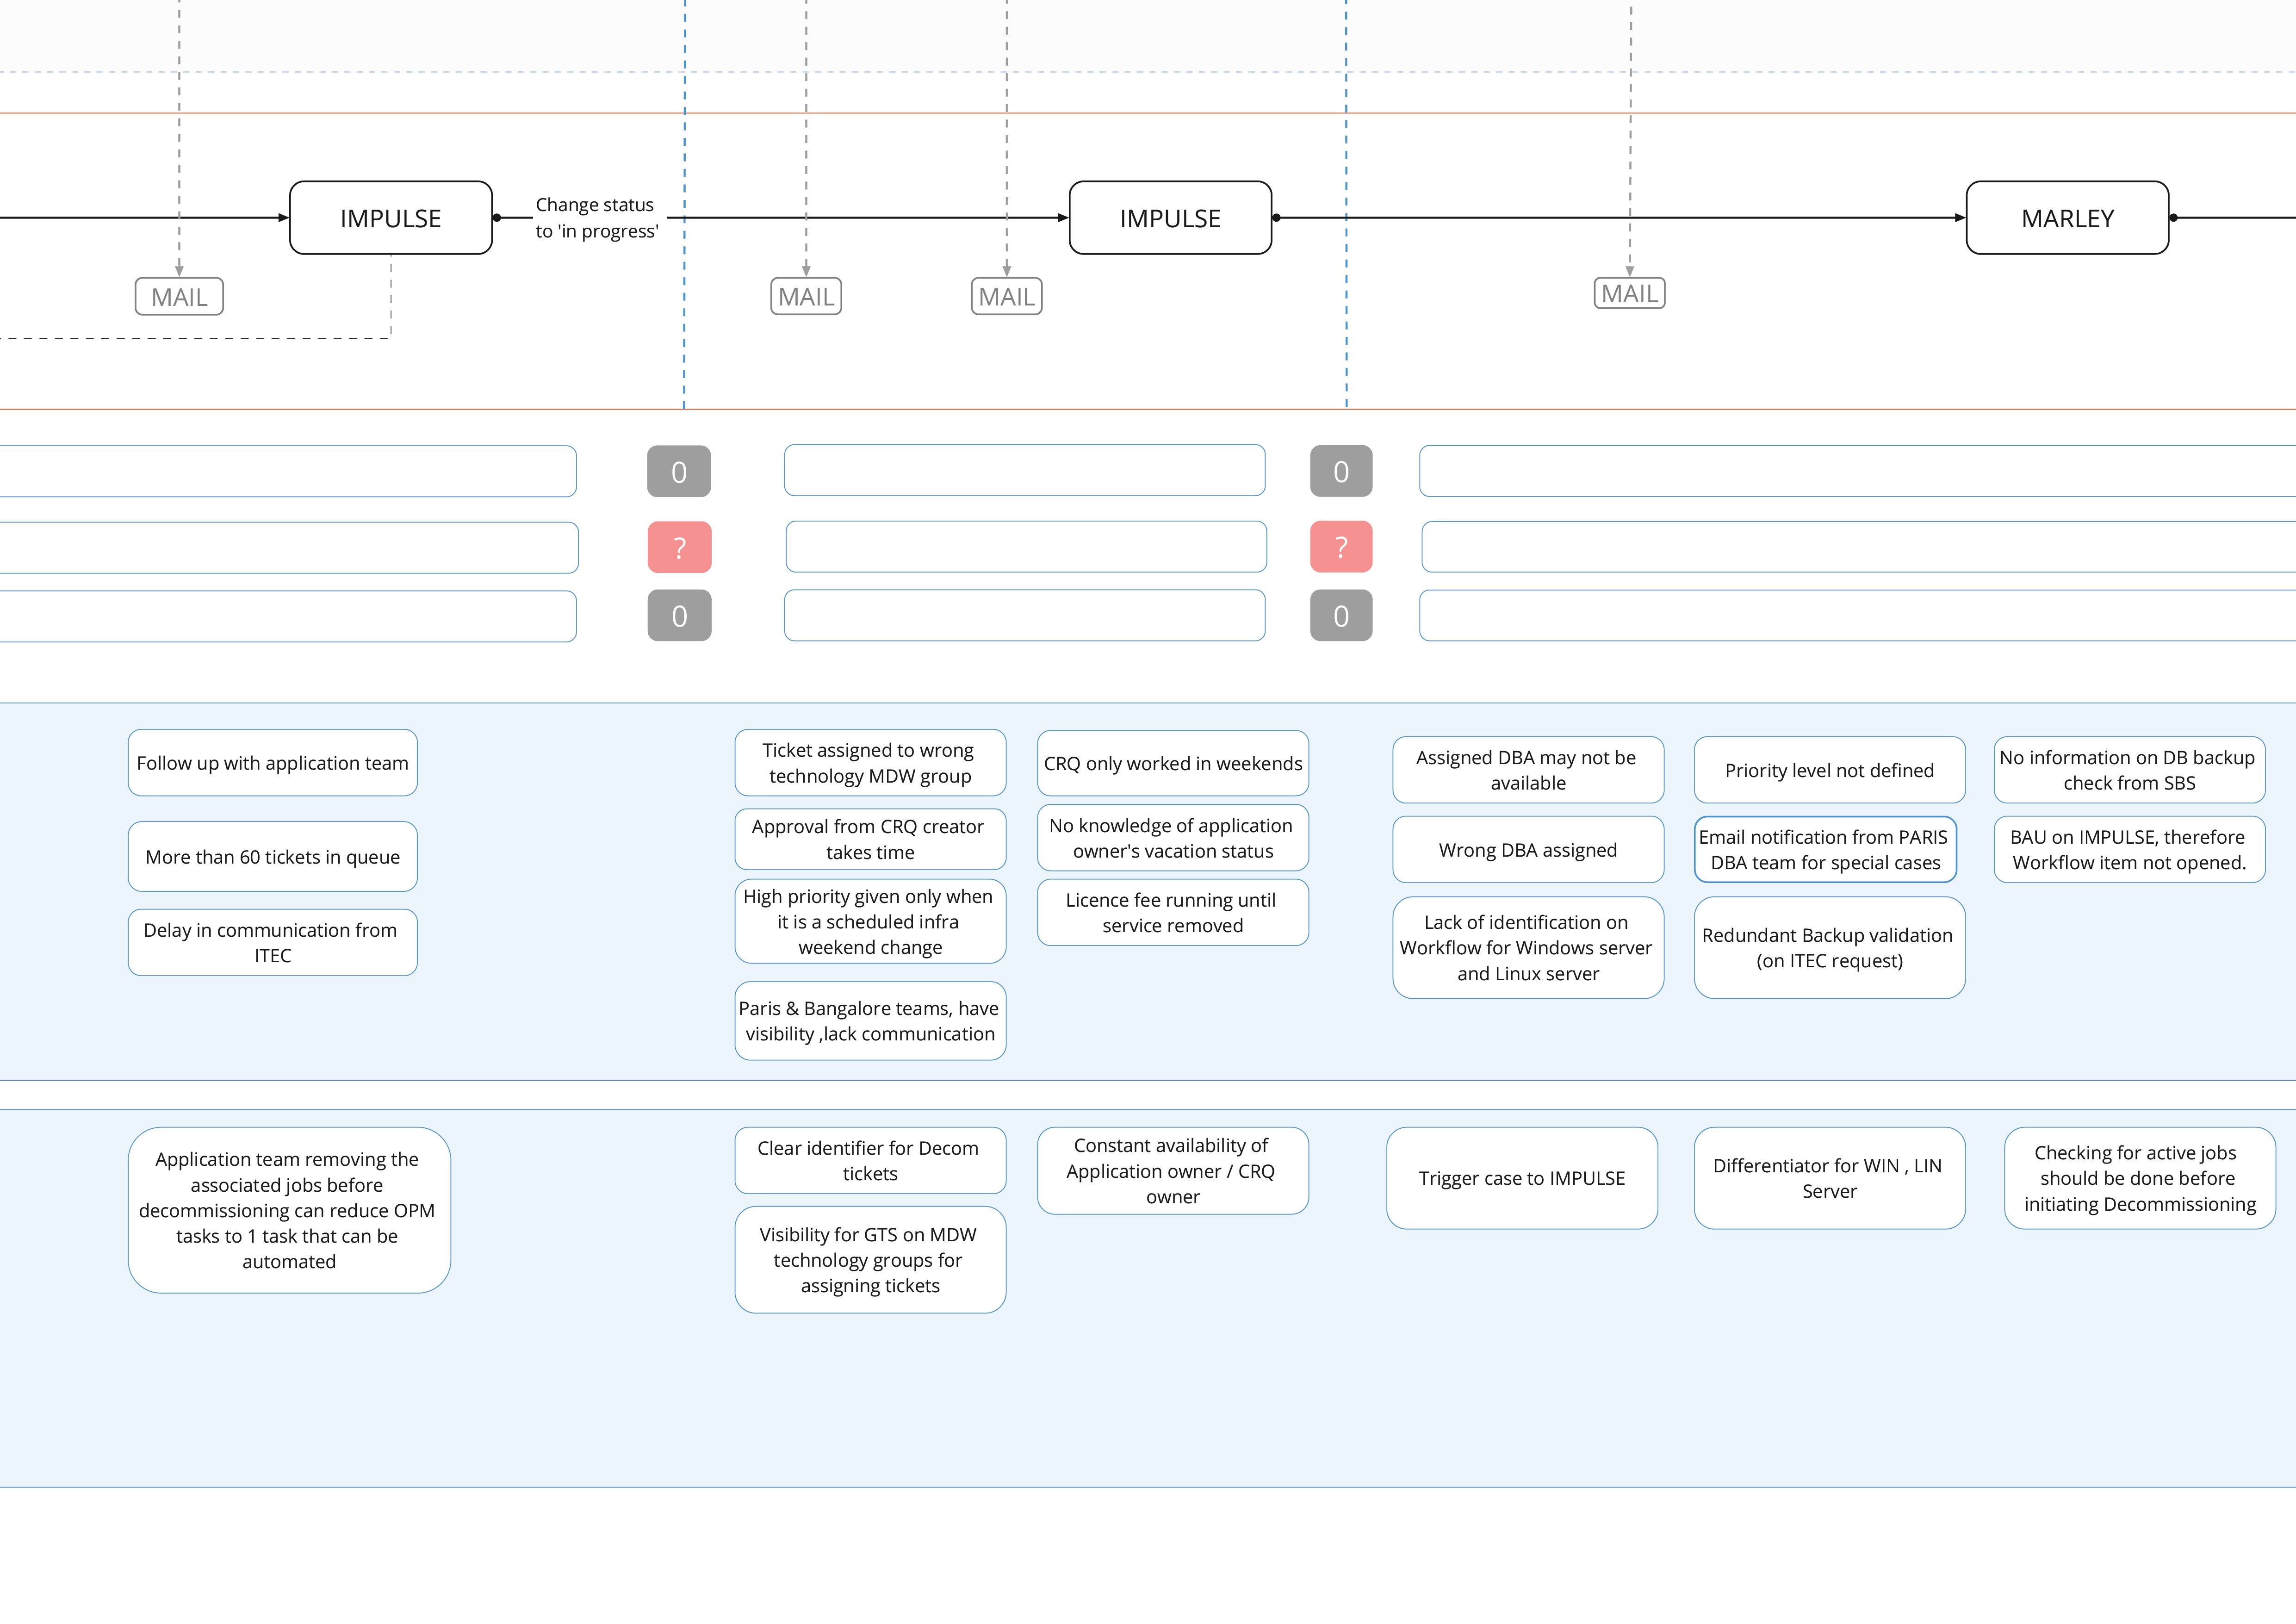 IMPULSE
Change status
to 'in progress'
IMPULSE
MARLEY
MAIL
MAIL
MAIL
MAIL
0
0
?
?
0
0
Follow up with application team
More than 60 tickets in queue
Delay in communication from
ITEC
Ticket assigned to wrong
technology MDW group
Approval from CRQ creator
takes time
High priority given only when
it is a scheduled infra
weekend change
Paris & Bangalore teams, have
visibility ,lack communication
CRQ only worked in weekends
No knowledge of application
owner's vacation status
Licence fee running until
service removed
Assigned DBA may not be
available
Wrong DBA assigned
Lack of identification on
Workflow for Windows server
and Linux server
Priority level not defined
Email notification from PARIS
DBA team for special cases
Redundant Backup validation
(on ITEC request)
No information on DB backup
check from SBS
BAU on IMPULSE, therefore
Workflow item not opened.
Application team removing the
associated jobs before
decommissioning can reduce OPM
tasks to 1 task that can be
automated
Clear identifier for Decom
tickets
Visibility for GTS on MDW
technology groups for
assigning tickets
Constant availability of
Application owner / CRQ
owner
Trigger case to IMPULSE
Differentiator for WIN , LIN
Server
Checking for active jobs
should be done before
initiating Decommissioning